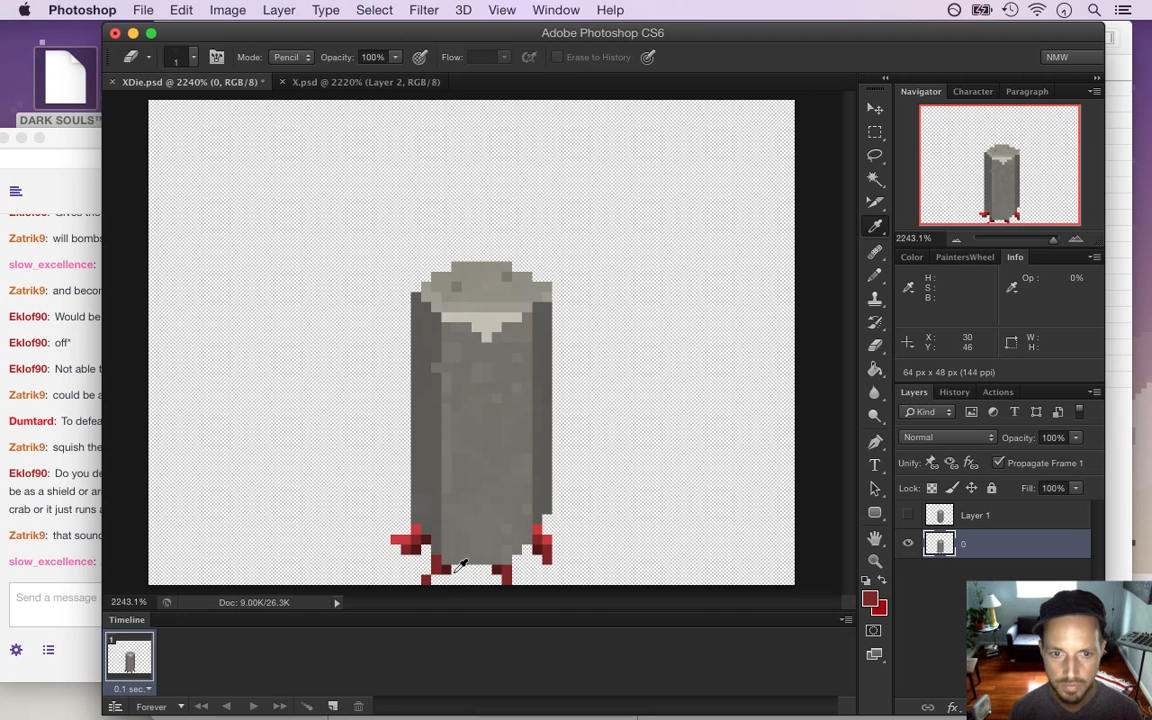 Photoshop File Edit Image Layer Type Select Filter 3D View Window Help
Adobe Photoshop CS6
1 Mode: Pencil Opacity: 100% Flow: Erase to History NMW
XDie.psd @ 2240% (0, RGB/8) * X.psd @ 2220% (Layer 2, RGB/8)
DARK SOULS™
Zatrik9: will bombs
slow_excellence:
Zatrik9: and becor
Eklof90: Would be
Eklof90: off*
Eklof90: Not able t
Zatrik9: could be a
Dumtard: To defea
Zatrik9: squish the
Eklof90: Do you de
be as a shield or ar
crab or it just runs a
Zatrik9: that sound
slow_excellence:
Send a message
Navigator Character Paragraph
2243.1%
Color PaintersWheel Info
H: Op: 0%
S:
B:
X: 30 W:
Y: 46 H:
64 px x 48 px (144 ppi)
Layers History Actions
Kind
Normal Opacity: 100%
Unify: Propagate Frame 1
Lock: Fill: 100%
Layer 1
0
2243.1% Doc: 9.00K/26.3K
Timeline
1
0.1 sec.
Forever